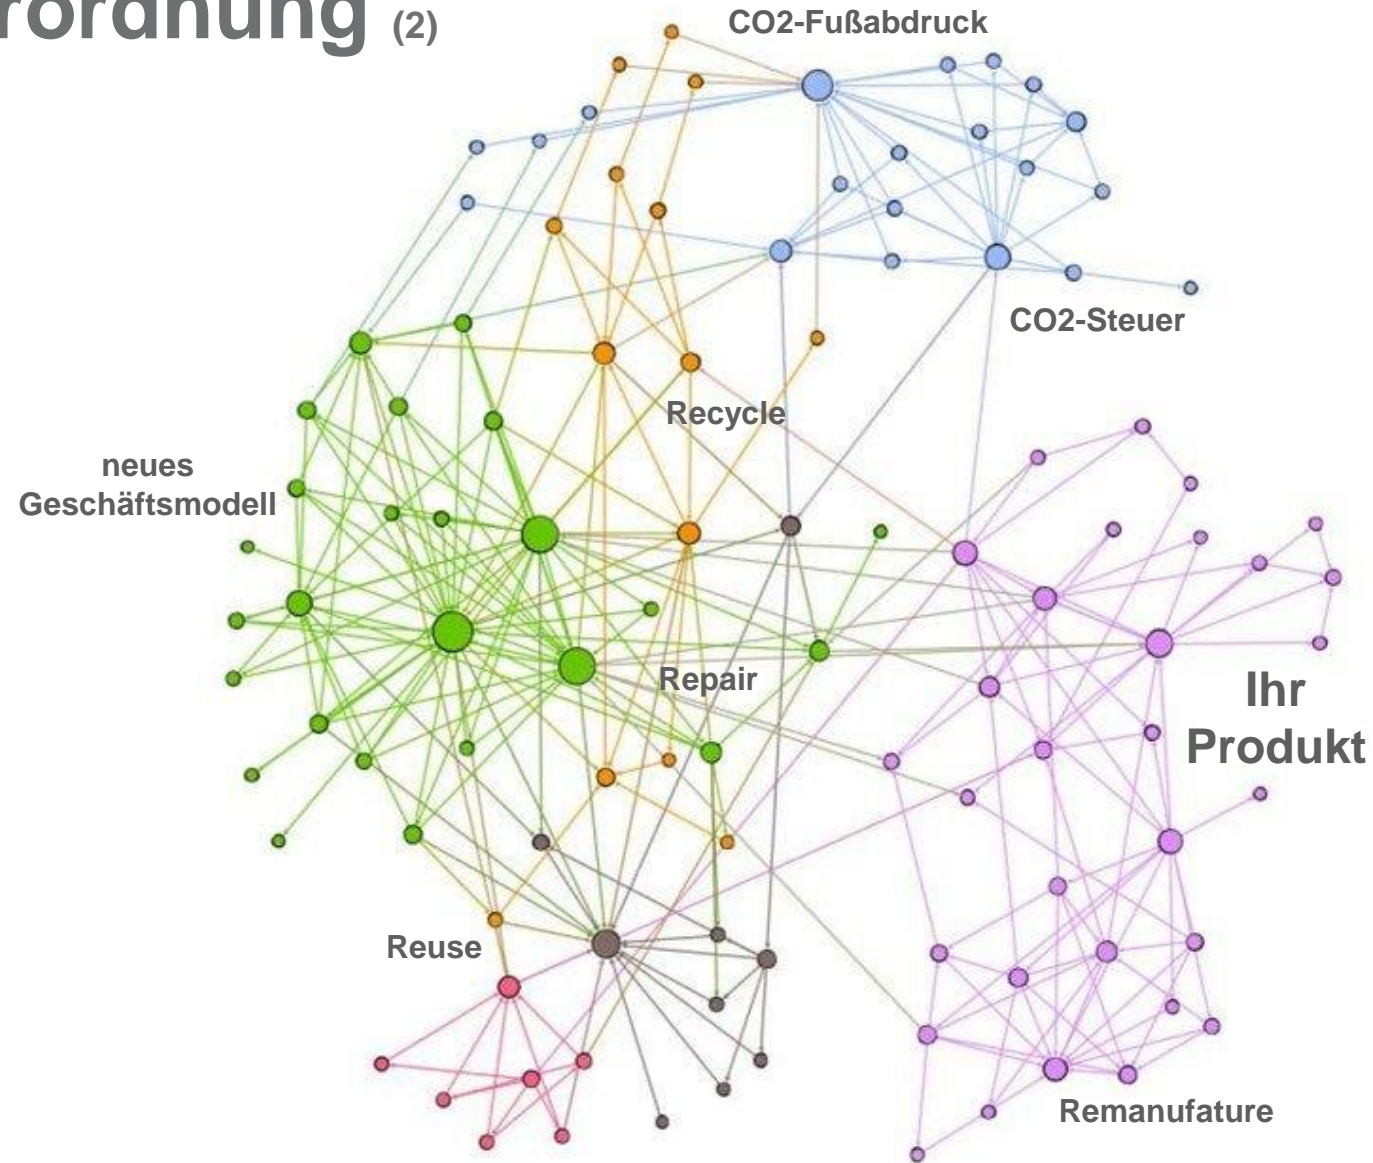 rordnung (2)
CO2-Fußabdruck
CO2-Steuer
Recycle
neues
Geschäftsmodell
Repair
Ihr
Produkt
Reuse
Remanufature